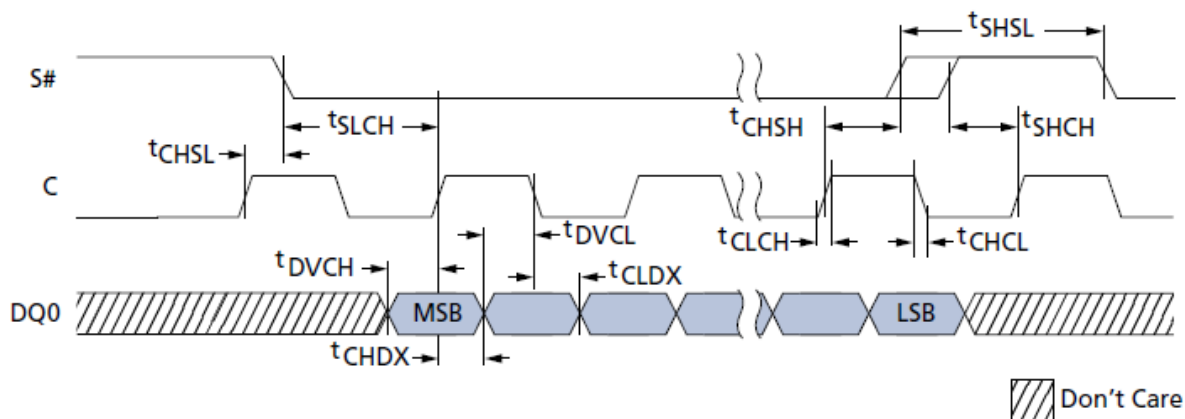 tSHSL
S#
tSLCH
tCHSH
tSHCH
tCHSL
C
tDVCL
tCLCH
tCHCL
tDVCH
tCLDX
DQ0
MSB
LSB
tCHDX
Don't Care